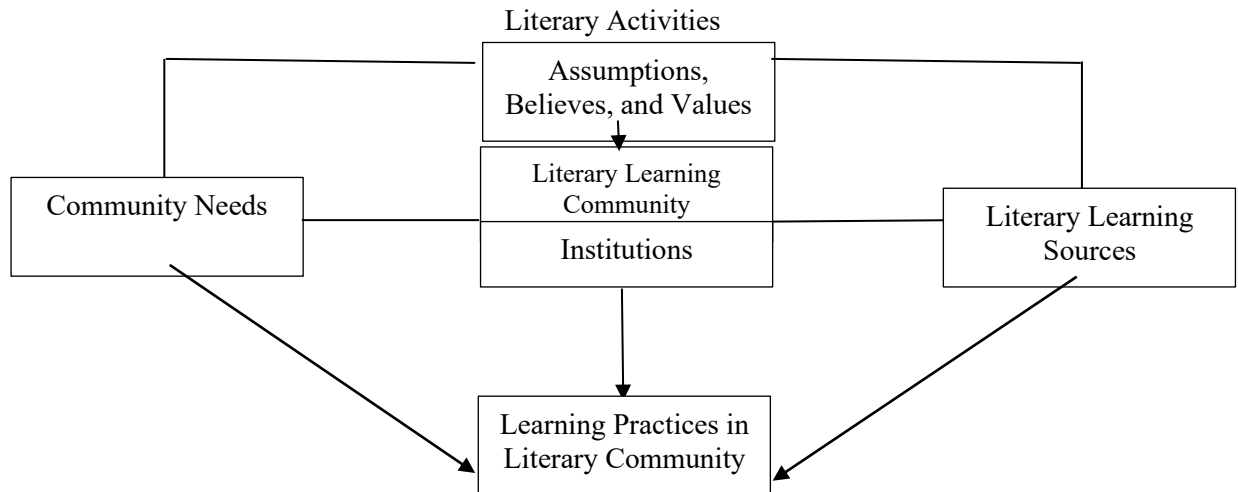 Literary Activities
Assumptions,
Believes, and Values
Literary Learning
Community
Institutions
Community Needs
Literary Learning
Sources
Learning Practices in
Literary Community